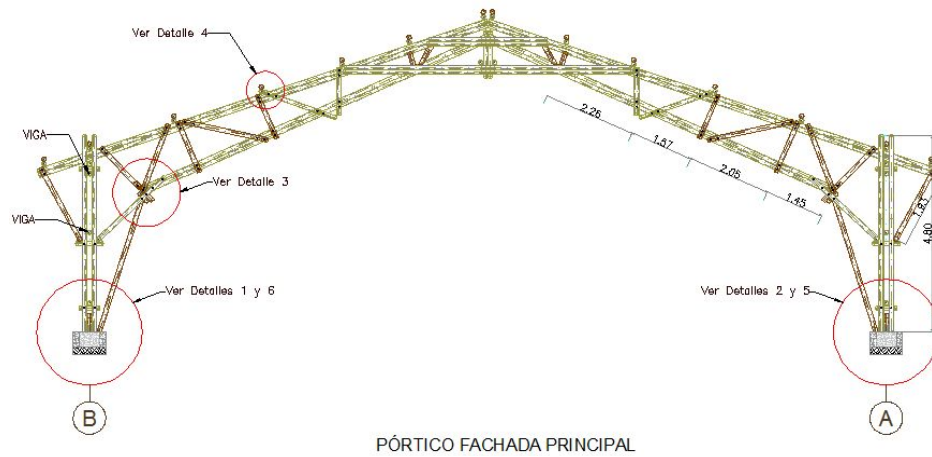 Ver Detalle 4
VIGA
Ver Detalle 3
VIGA
Ver Detalles 1 y 6
2.26
1.87
2.05
1.45
1.93
4.80
Ver Detalles 2 y 5
B
A
PÓRTICO FACHADA PRINCIPAL